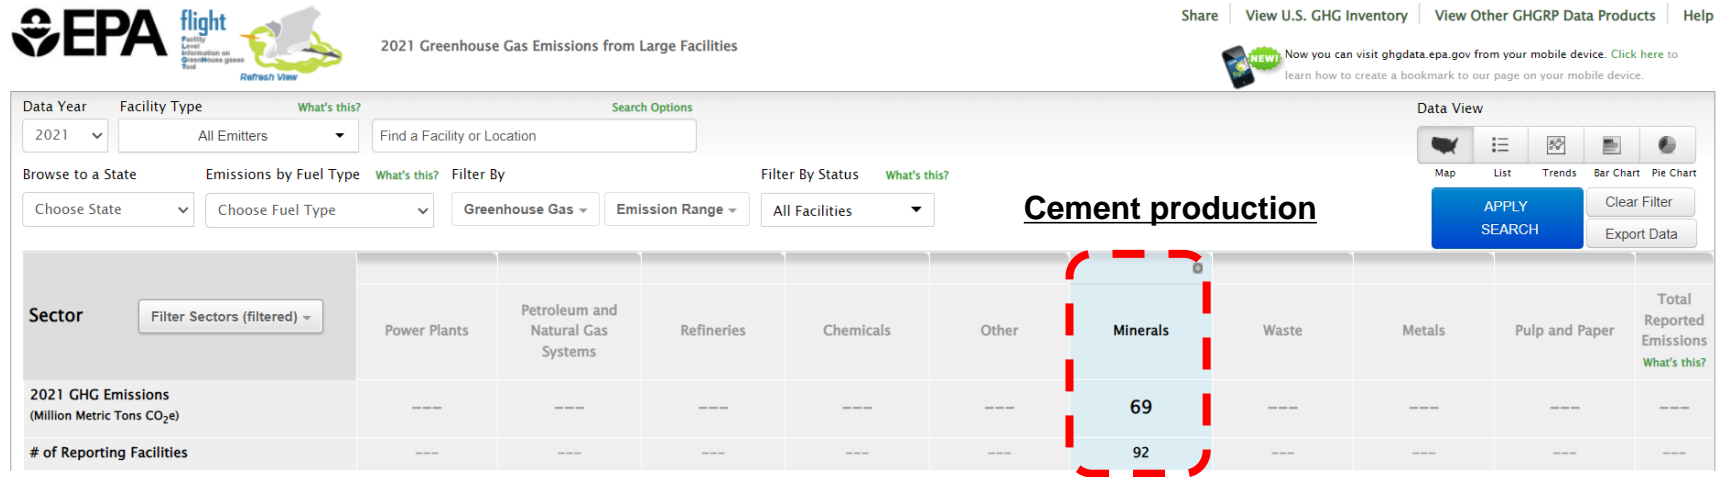 EPA
flight
Facility
Level
Information on
GreenHouse gases
Tool
Refresh View
2021 Greenhouse Gas Emissions from Large Facilities
Share View U.S. GHG Inventory View Other GHGRP Data Products Help
NEW!
Now you can visit ghgdata.epa.gov from your mobile device. Click here to
learn how to create a bookmark to our page on your mobile device.
Data Year Facility Type What's this? Search Options Data View
2021 All Emitters Find a Facility or Location
Map List Trends Bar Chart Pie Chart
Browse to a State Emissions by Fuel Type What's this? Filter By Filter By Status What's this?
Choose State Choose Fuel Type Greenhouse Gas Emission Range All Facilities
Cement production
APPLY
SEARCH
Clear Filter
Export Data
Sector Filter Sectors (filtered)
Power Plants
Petroleum and
Natural Gas
Systems
Refineries
Chemicals
Other
Minerals
Waste
Metals
Pulp and Paper
Total
Reported
Emissions
What's this?
2021 GHG Emissions
(Million Metric Tons CO₂e)
--- --- --- --- --- 69 --- --- --- ---
# of Reporting Facilities --- --- --- --- --- 92 --- --- --- ---